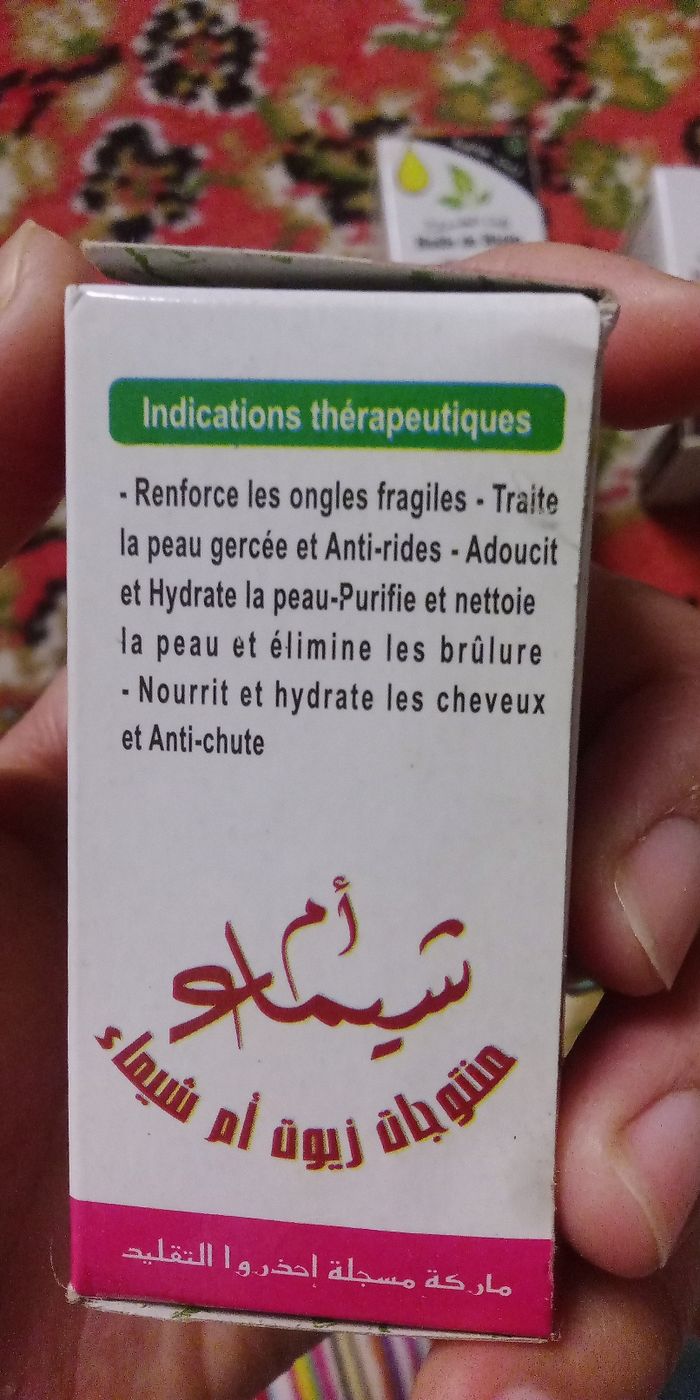 Indications thérapeutiques
- Renforce les ongles fragiles - Traite
la peau gercée et Anti-rides - Adoucit
et Hydrate la peau-Purifie et nettoie
la peau et élimine les brûlure
- Nourrit et hydrate les cheveux
et Anti-chute
أم
شيماء
منتوجات زيوت أم شيماء
ماركة مسجلة إحذروا التقليد